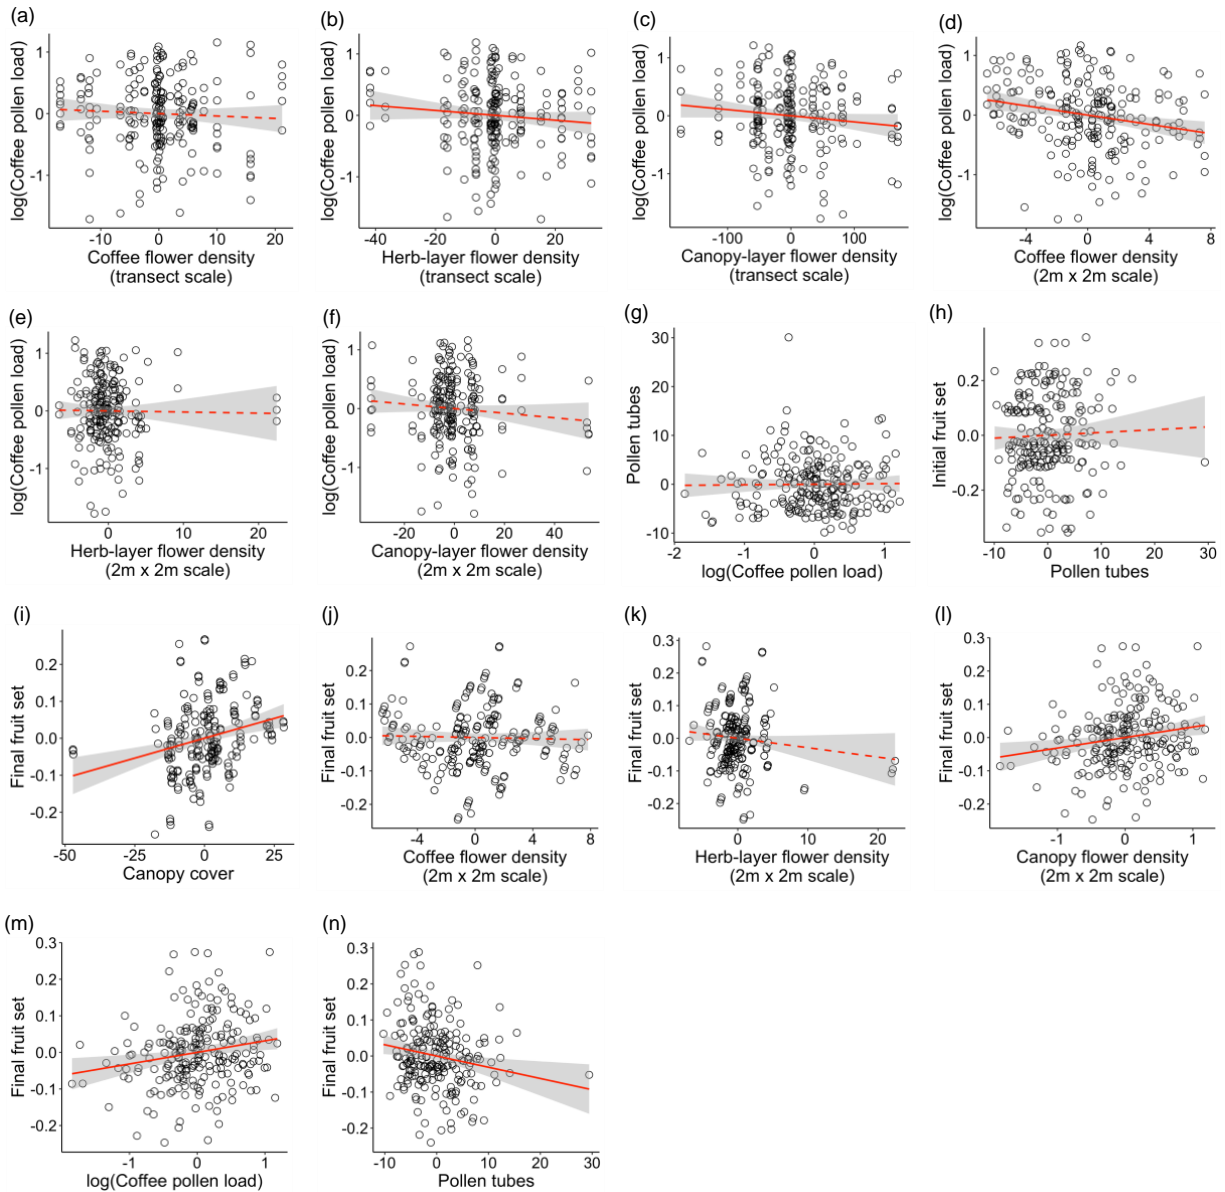 (a)
log(Coffee pollen load)
1
0
-1
-10 0 10 20
Coffee flower density
(transect scale)
(b)
log(Coffee pollen load)
1
0
-1
-40 -20 0 20
Herb-layer flower density
(transect scale)
(c)
log(Coffee pollen load)
1
0
-1
-100 0 100
Canopy-layer flower density
(transect scale)
(d)
log(Coffee pollen load)
1
0
-1
-4 0 4 8
Coffee flower density
(2m x 2m scale)
(e)
log(Coffee pollen load)
1
0
-1
0 10 20
Herb-layer flower density
(2m x 2m scale)
(f)
log(Coffee pollen load)
1
0
-1
-20 0 20 40
Canopy-layer flower density
(2m x 2m scale)
(g)
Pollen tubes
30
20
10
0
-10
-2 -1 0 1
log(Coffee pollen load)
(h)
Initial fruit set
0.2
0.0
-0.2
-10 0 10 20 30
Pollen tubes
(i)
Final fruit set
0.2
0.1
0.0
-0.1
-0.2
-50 -25 0 25
Canopy cover
(j)
Final fruit set
0.2
0.1
0.0
-0.1
-0.2
-4 0 4 8
Coffee flower density
(2m x 2m scale)
(k)
Final fruit set
0.3
0.2
0.1
0.0
-0.1
-0.2
0 10 20
Herb-layer flower density
(2m x 2m scale)
(l)
Final fruit set
0.3
0.2
0.1
0.0
-0.1
-0.2
-1 0 1
Canopy flower density
(2m x 2m scale)
(m)
Final fruit set
0.3
0.2
0.1
0.0
-0.1
-0.2
-1 0 1
log(Coffee pollen load)
(n)
Final fruit set
0.3
0.2
0.1
0.0
-0.1
-0.2
-10 0 10 20 30
Pollen tubes